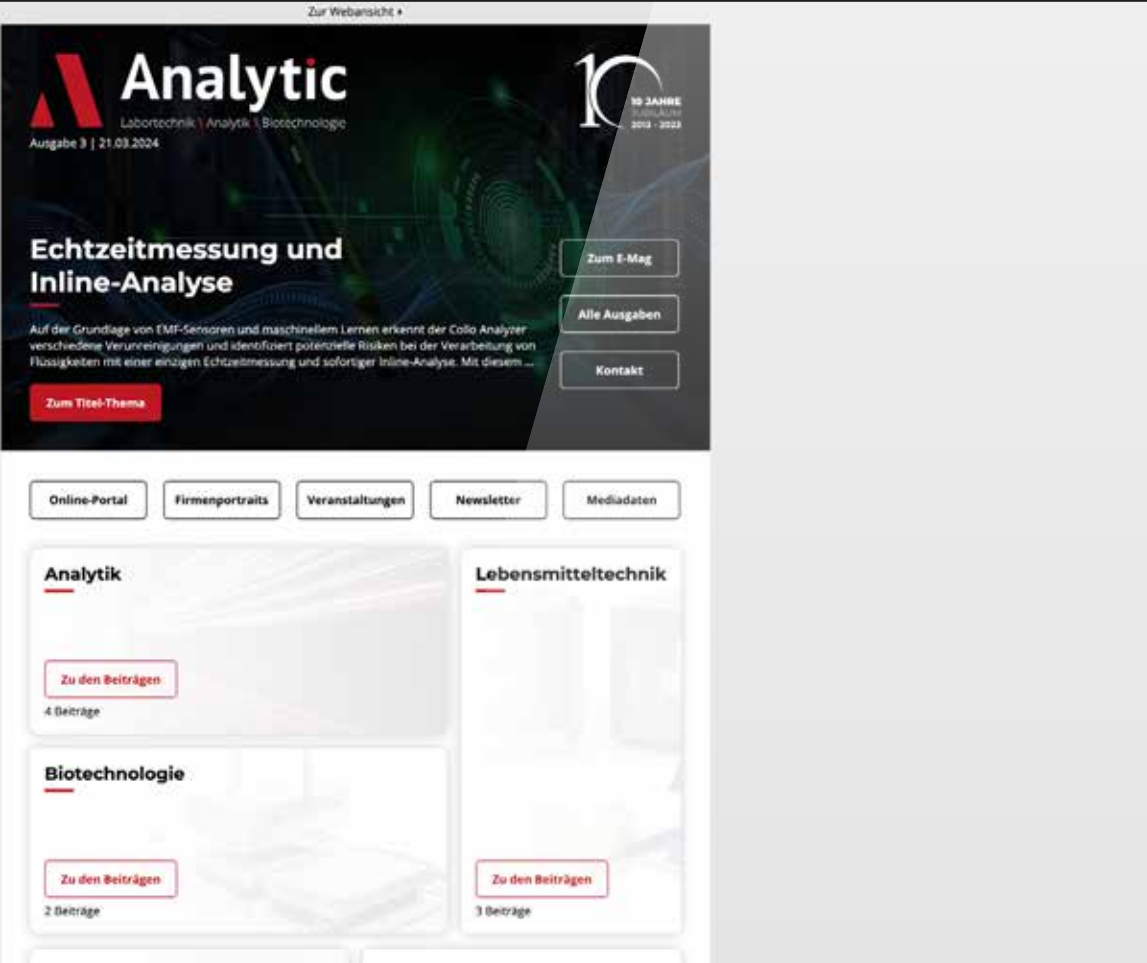 Zur Webansicht
Analytic
Labortechnik \ Analytik \ Biotechnologie
Ausgabe 3 | 21.03.2024
10 JAHRE
JUBILÄUM
2013 - 2023
Echtzeitmessung und
Inline-Analyse
Auf der Grundlage von EMF-Sensoren und maschinellem Lernen erkennt der Collo Analyzer
verschiedene Verunreinigungen und identifiziert potenzielle Risiken bei der Verarbeitung von
Flüssigkeiten mit einer einzigen Echtzeitmessung und sofortiger Inline-Analyse. Mit diesem ...
Zum Titel-Thema
Zum E-Mag
Alle Ausgaben
Kontakt
Online-Portal
Firmenportraits
Veranstaltungen
Newsletter
Mediadaten
Analytik
Zu den Beiträgen
4 Beiträge
Biotechnologie
Zu den Beiträgen
2 Beiträge
Lebensmitteltechnik
Zu den Beiträgen
3 Beiträge